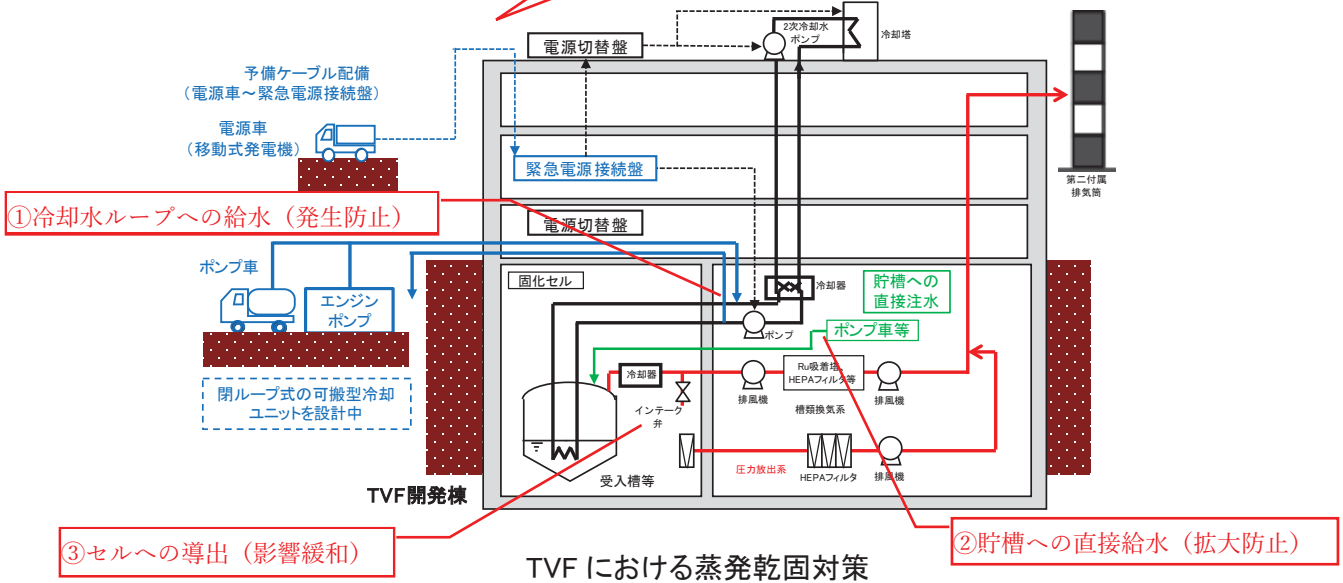 2次冷却水
ポンプ
冷却塔
電源切替盤
予備ケーブル配備
（電源車～緊急電源接続盤）
電源車
（移動式発電機）
緊急電源接続盤
第二付属
排気筒
①冷却水ループへの給水（発生防止）
電源切替盤
ポンプ車
エンジン
ポンプ
固化セル
冷却器
貯槽への
直接注水
ポンプ
ポンプ車等
閉ループ式の可搬型冷却
ユニットを設計中
冷却器
インテーク
弁
排風機
Ru吸着塔、
HEPAフィルタ等
排風機
槽類換気系
圧力放出系
HEPAフィルタ
排風機
受入槽等
TVF開発棟
③セルへの導出（影響緩和）
②貯槽への直接給水（拡大防止）
TVF における蒸発乾固対策